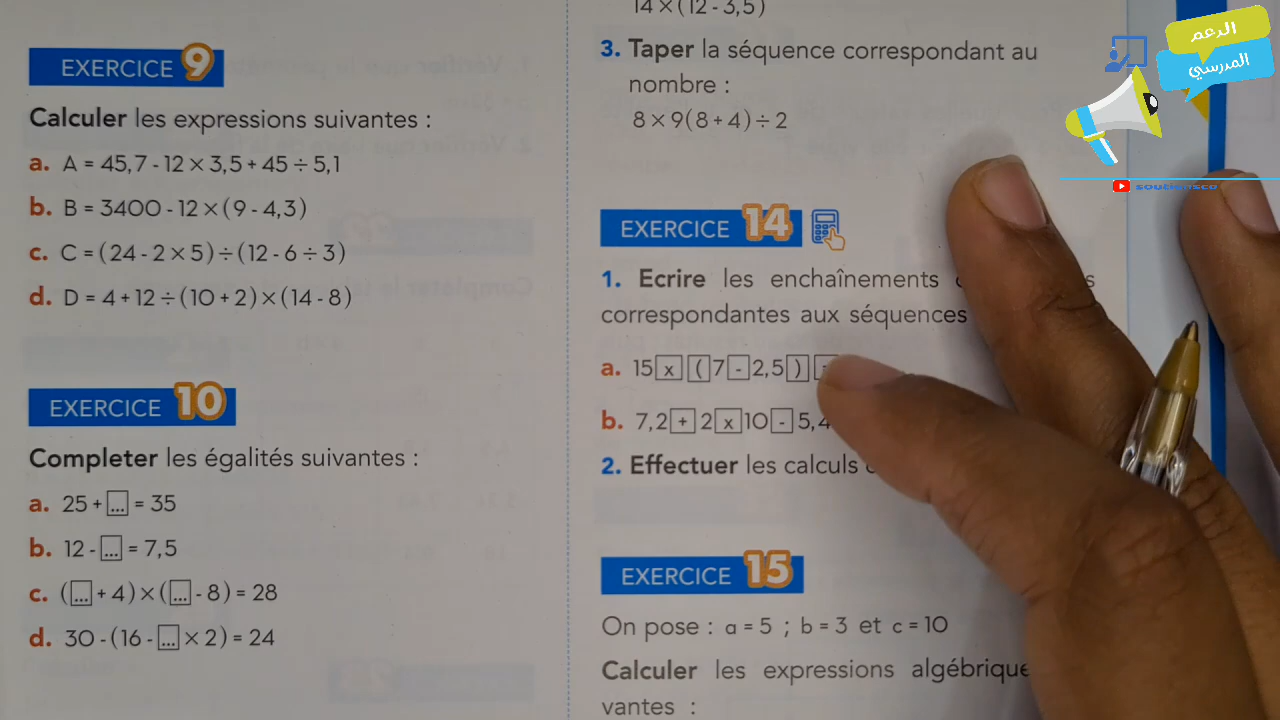 EXERCICE 9
Calculer les expressions suivantes :
a. A = 45,7 - 12 × 3,5 + 45 ÷ 5,1
b. B = 3400 - 12 × (9 - 4,3)
c. C = (24 - 2 × 5) ÷ (12 - 6 ÷ 3)
d. D = 4 + 12 ÷ (10 + 2) × (14 - 8)
EXERCICE 10
Completer les égalités suivantes :
a. 25 + ... = 35
b. 12 - ... = 7,5
c. (... + 4) × (... - 8) = 28
d. 30 - (16 - ... × 2) = 24
14 × (12 - 3,5)
3. Taper la séquence correspondant au
nombre :
8 × 9(8 + 4) ÷ 2
EXERCICE 14
1. Ecrire les enchaînements
correspondantes aux séquences
a. 15 x ( 7 - 2,5 )
b. 7,2 + 2 x 10 - 5,4
2. Effectuer les calculs
EXERCICE 15
On pose : a = 5 ; b = 3 et c = 10
Calculer les expressions algébrique
vantes :
الدعم
المدرسي
soutiensco